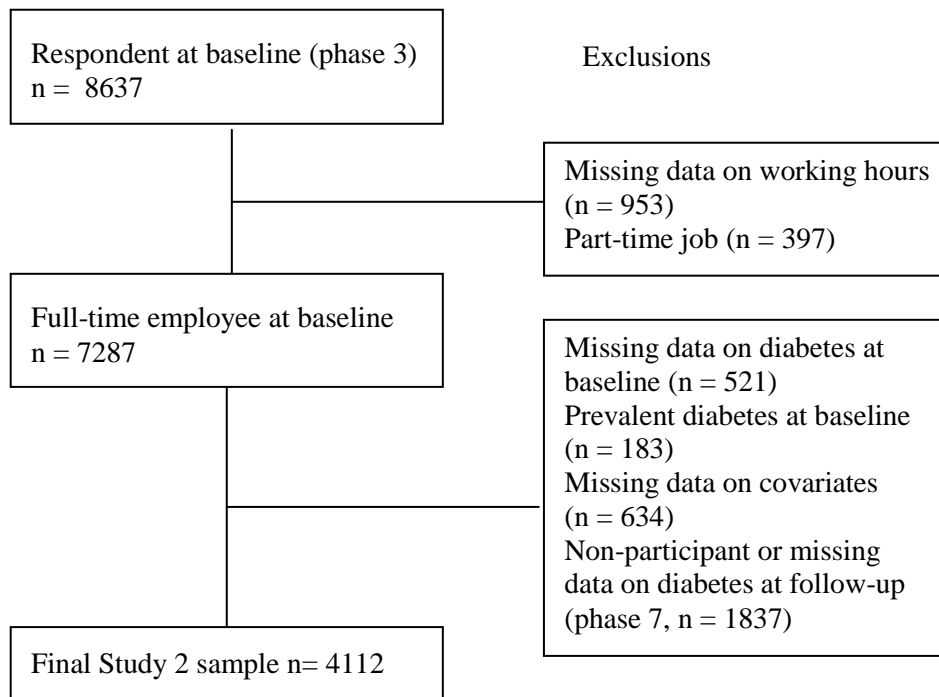 Respondent at baseline (phase 3)
n =  8637
Exclusions
Missing data on working hours
(n = 953)
Part-time job (n = 397)
Full-time employee at baseline
n = 7287
Missing data on diabetes at
baseline (n = 521)
Prevalent diabetes at baseline
(n = 183)
Missing data on covariates
(n = 634)
Non-participant or missing
data on diabetes at follow-up
(phase 7, n = 1837)
Final Study 2 sample n= 4112